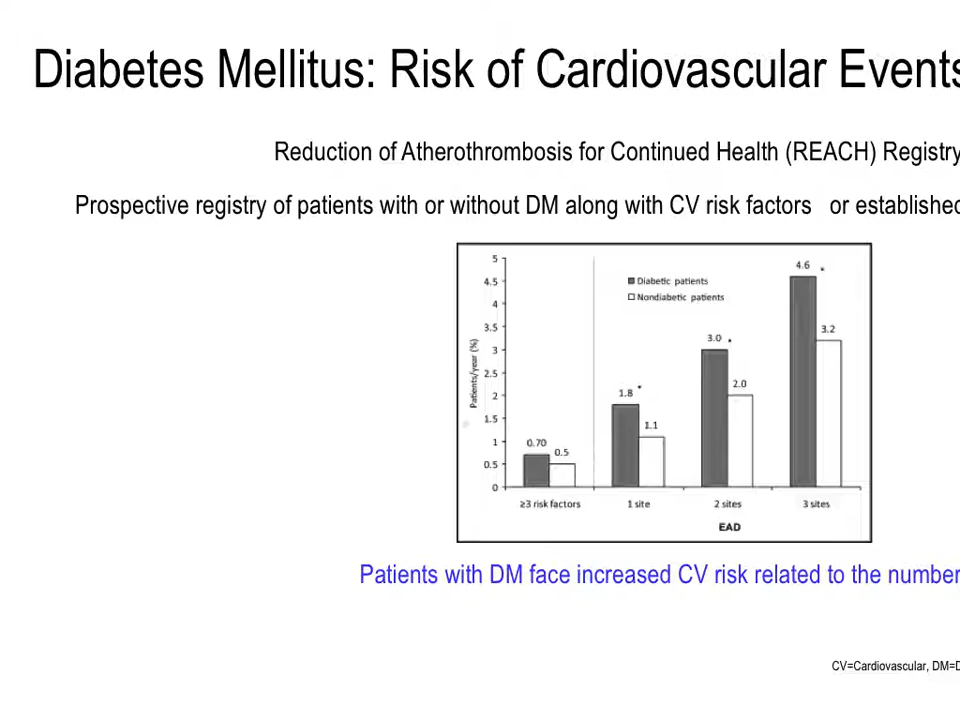 Diabetes Mellitus: Risk of Cardiovascular Events
Reduction of Atherothrombosis for Continued Health (REACH) Registry
Prospective registry of patients with or without DM along with CV risk factors or established
5
4.5
4
3.5
3
2.5
2
1.5
1
0.5
0
Patients/year (%)
Diabetic patients
Nondiabetic patients
0.70
0.5
1.8 *
1.1
3.0 *
2.0
4.6 *
3.2
≥3 risk factors 1 site 2 sites 3 sites
EAD
Patients with DM face increased CV risk related to the number
CV=Cardiovascular, DM=D